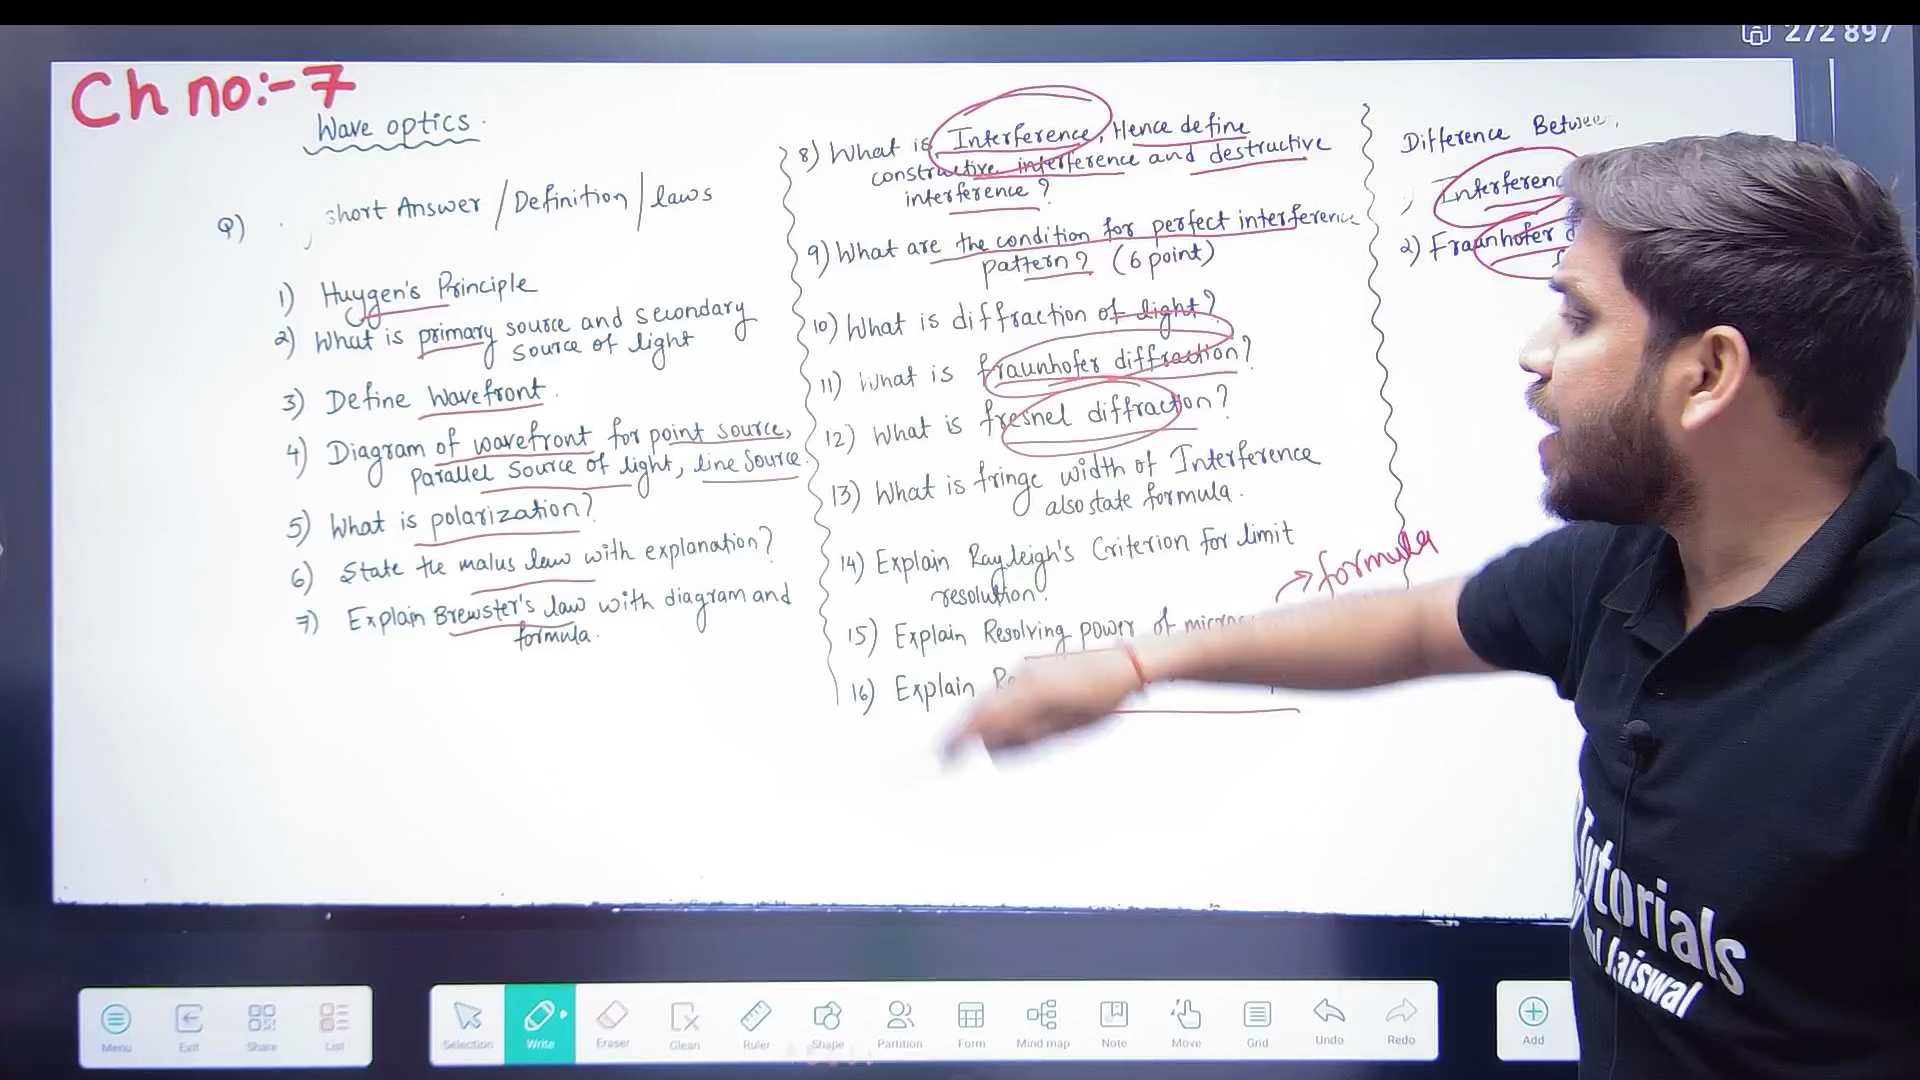 272 897
Ch no:- 7
Wave optics.
Q) short Answer / Definition / laws
1) Huygen's Principle
2) What is primary source and secondary
source of light
3) Define Wavefront.
4) Diagram of wavefront for point source,
parallel source of light, line source.
5) What is polarization?
6) State the malus law with explanation?
7) Explain Brewster's law with diagram and
formula.
8) What is Interference, Hence define
constructive interference and destructive
interference?
9) What are the condition for perfect interference
pattern? (6 point)
10) What is diffraction of light?
11) What is fraunhofer diffraction?
12) What is fresnel diffraction?
13) What is fringe width of Interference
also state formula.
14) Explain Rayleigh's Criterion for limit
resolution?
→ formula
15) Explain Resolving power of
16) Explain
Difference Between,
2) Fraunhofer
Tutorials
Jaiswal
Menu Exit Share List
Selection Write Eraser Clean Ruler Shape Partition Form Mind map Note Move Grid Undo Redo
Add